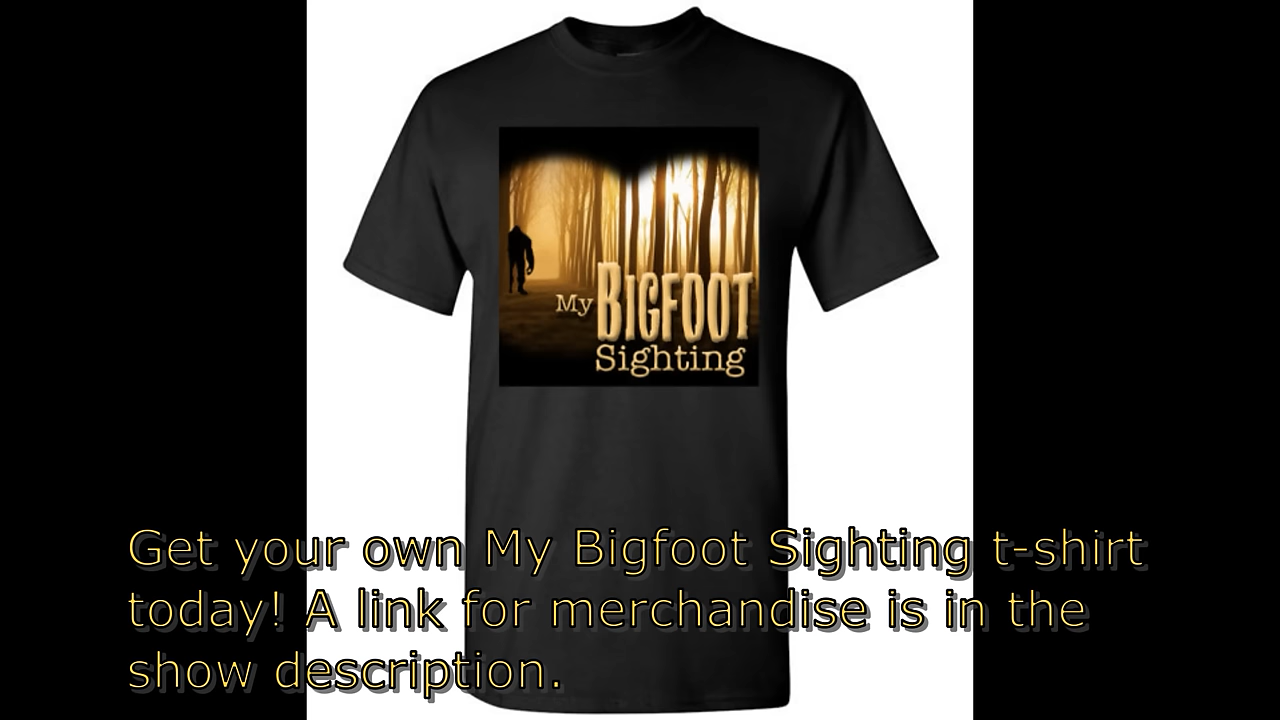 My BIGFOOT
Sighting
Get your own My Bigfoot Sighting t-shirt
today! A link for merchandise is in the
show description.